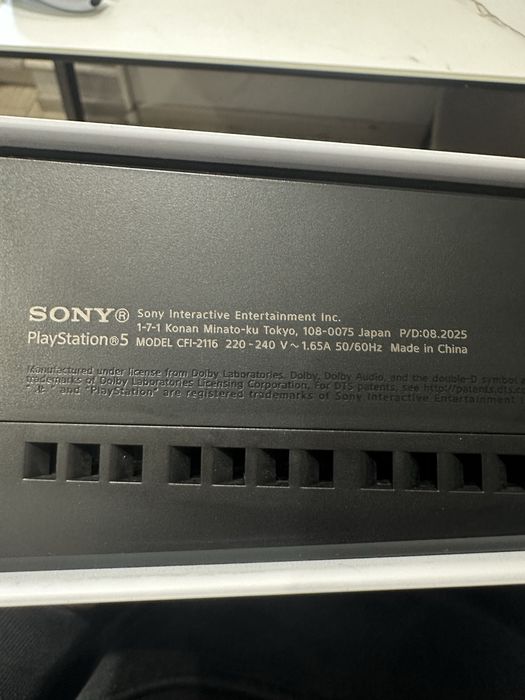 SONY® Sony Interactive Entertainment Inc.
1-7-1 Konan Minato-ku Tokyo, 108-0075 Japan P/D:08.2025
PlayStation®5 MODEL CFI-2116 220-240 V~1.65A 50/60Hz Made in China
Manufactured under license from Dolby Laboratories. Dolby, Dolby Audio, and the double-D symbol
trademarks of Dolby Laboratories Licensing Corporation. For DTS patents, see http://patents.dts.c
" and "PlayStation" are registered trademarks of Sony Interactive Entertainment